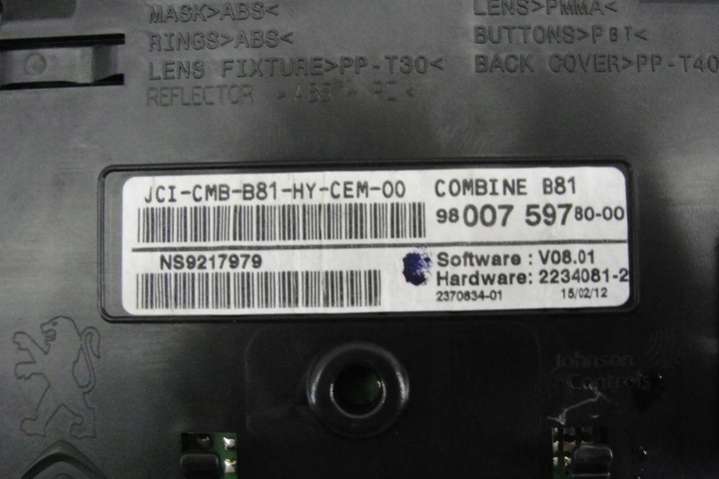 MASK>ABS<
LENS>PMMA<
RINGS>ABS<
BUTTONS>PBT<
LENS FIXTURE>PP-T30<
BACK COVER>PP-T40
REFLECTOR
JCI-CMB-B81-HY-CEM-00
COMBINE B81
98 007 597 80-00
NS9217979
Software : V08.01
Hardware: 2234081-2
2370634-01
15/02/12
Johnson
Controls